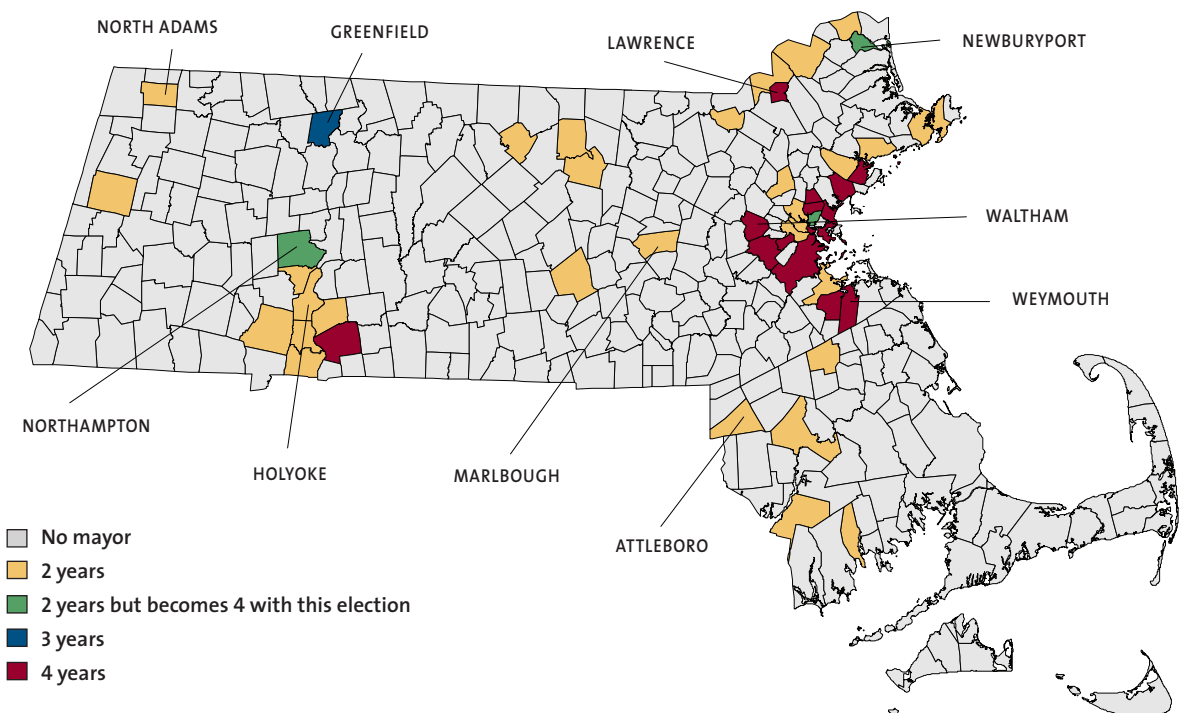 NORTH ADAMS
GREENFIELD
LAWRENCE
NEWBURYPORT
WALTHAM
WEYMOUTH
NORTHAMPTON
HOLYOKE
MARLBOUGH
ATTLEBORO
No mayor
2 years
2 years but becomes 4 with this election
3 years
4 years